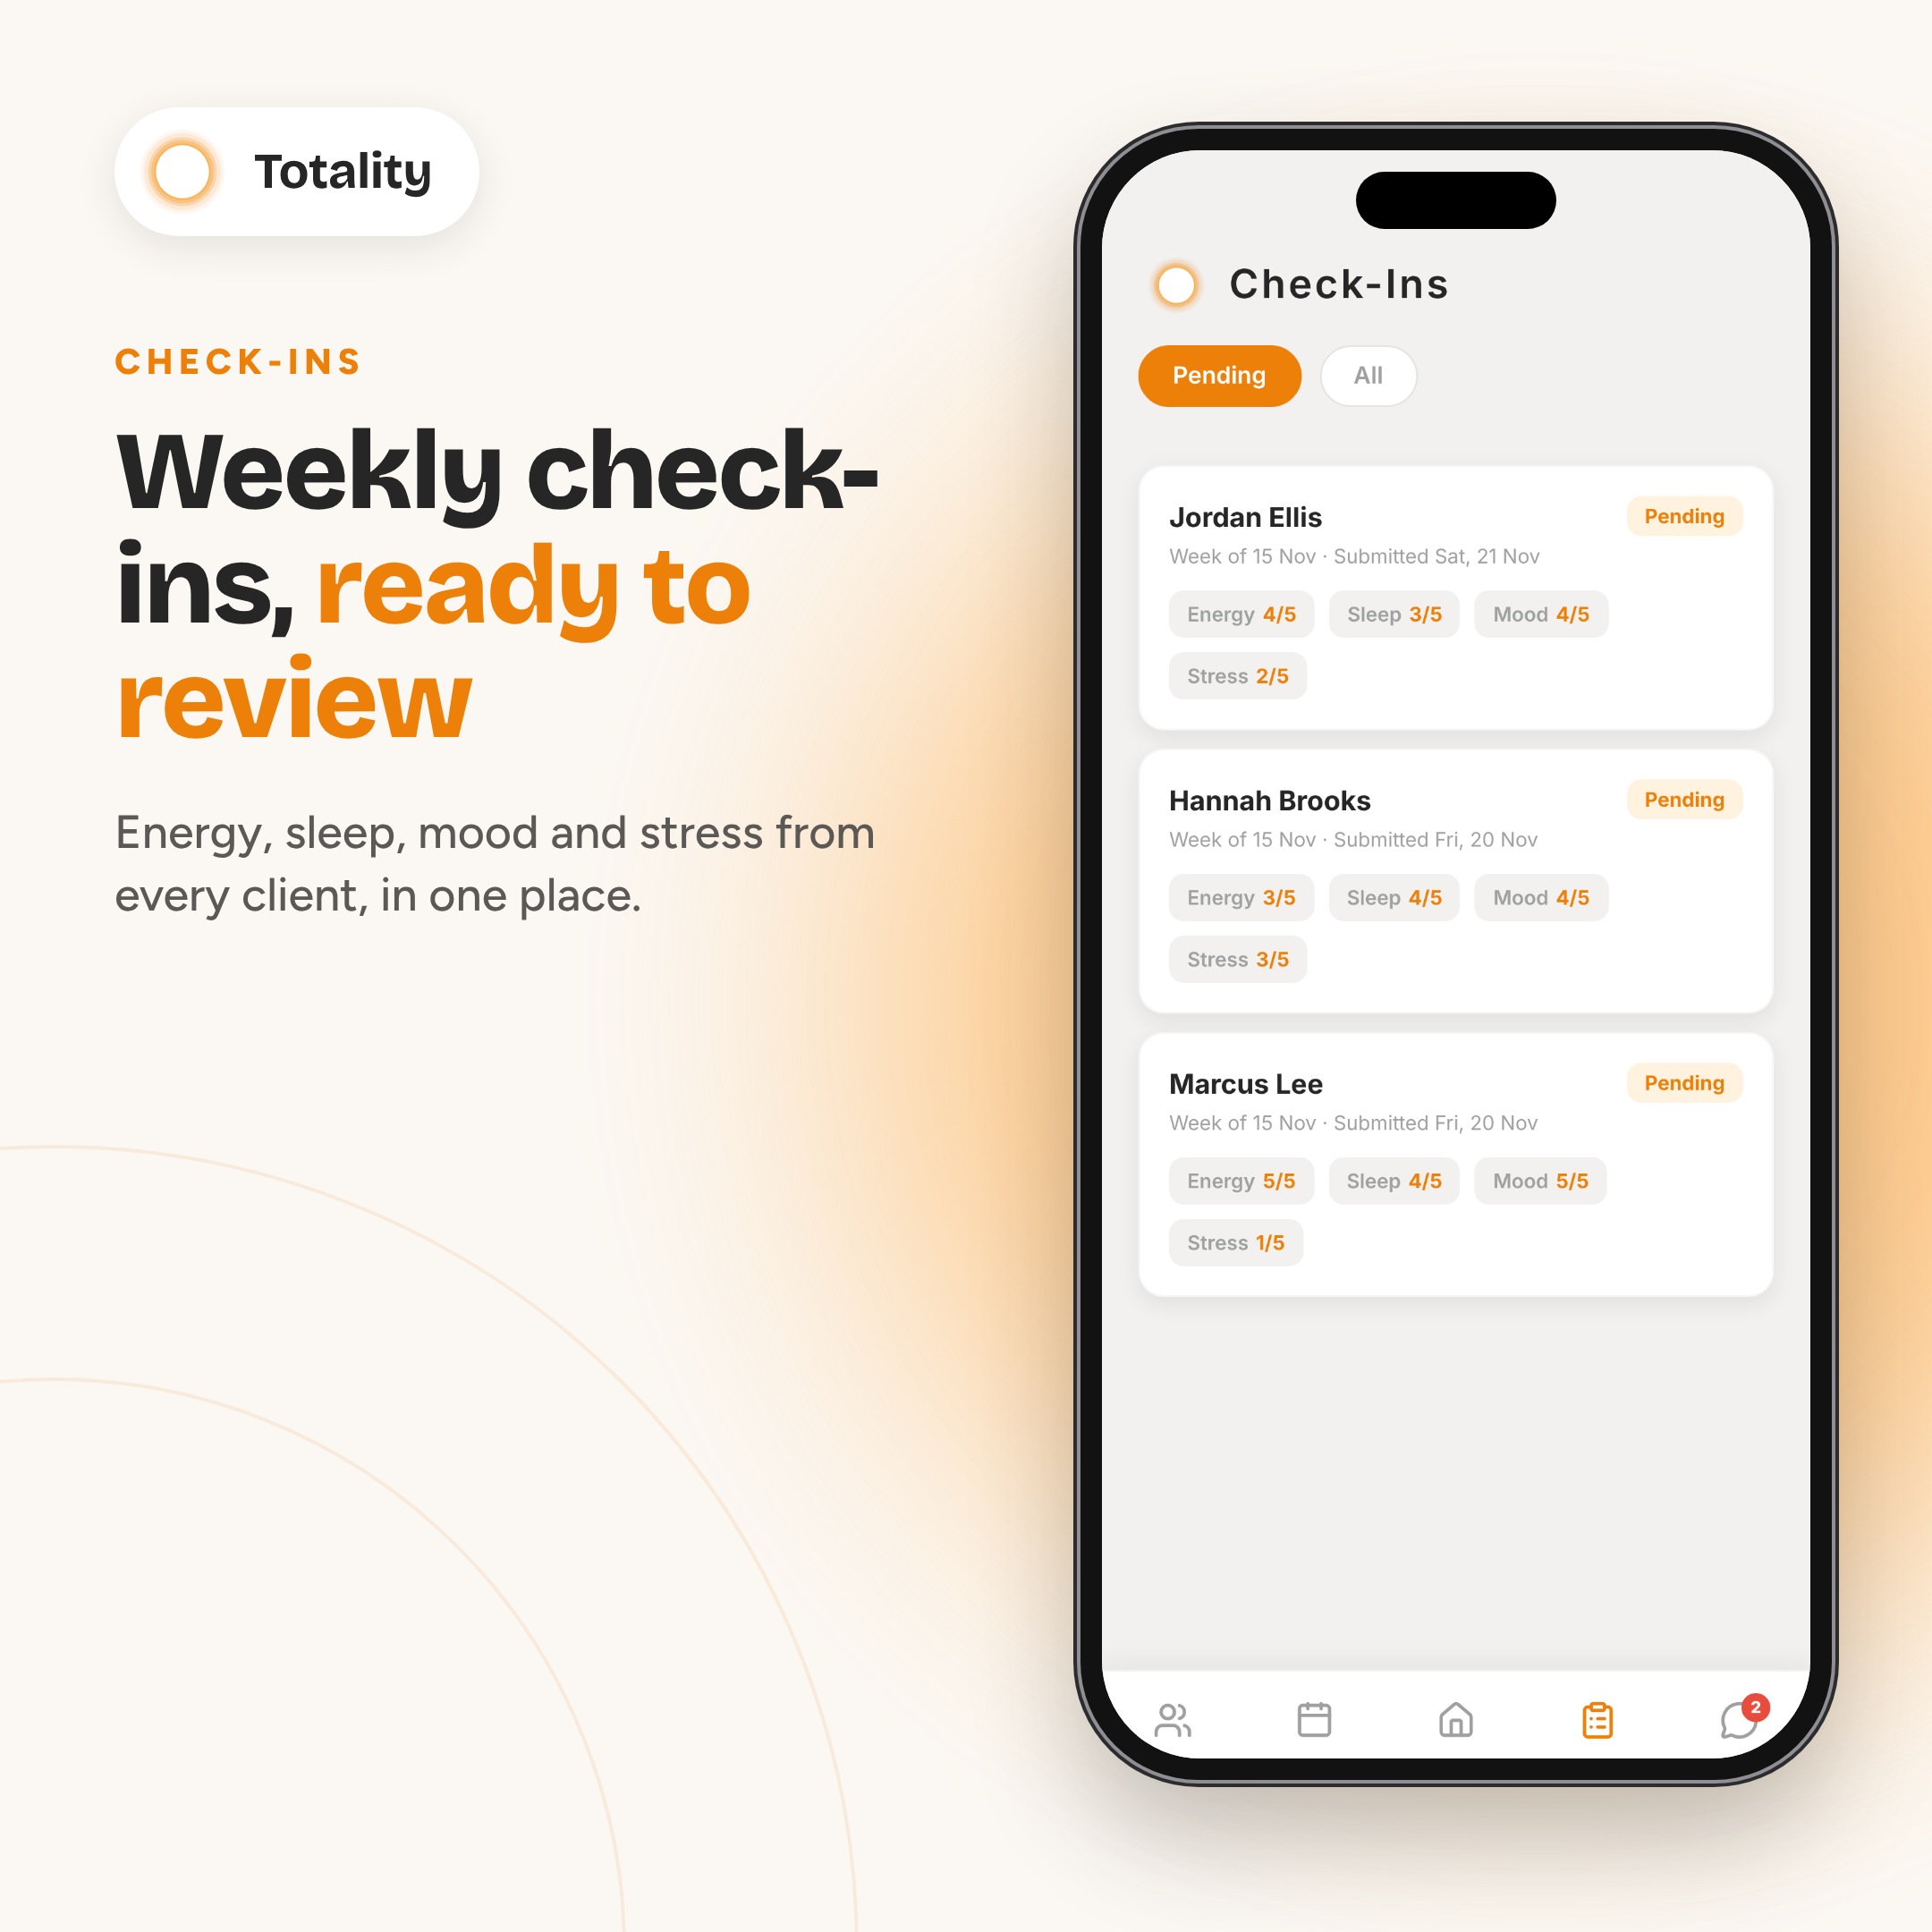 Totality
CHECK-INS
Weekly check-
ins, ready to
review
Energy, sleep, mood and stress from
every client, in one place.
Check-Ins
Pending
All
Jordan Ellis
Pending
Week of 15 Nov · Submitted Sat, 21 Nov
Energy 4/5
Sleep 3/5
Mood 4/5
Stress 2/5
Hannah Brooks
Pending
Week of 15 Nov · Submitted Fri, 20 Nov
Energy 3/5
Sleep 4/5
Mood 4/5
Stress 3/5
Marcus Lee
Pending
Week of 15 Nov · Submitted Fri, 20 Nov
Energy 5/5
Sleep 4/5
Mood 5/5
Stress 1/5
2